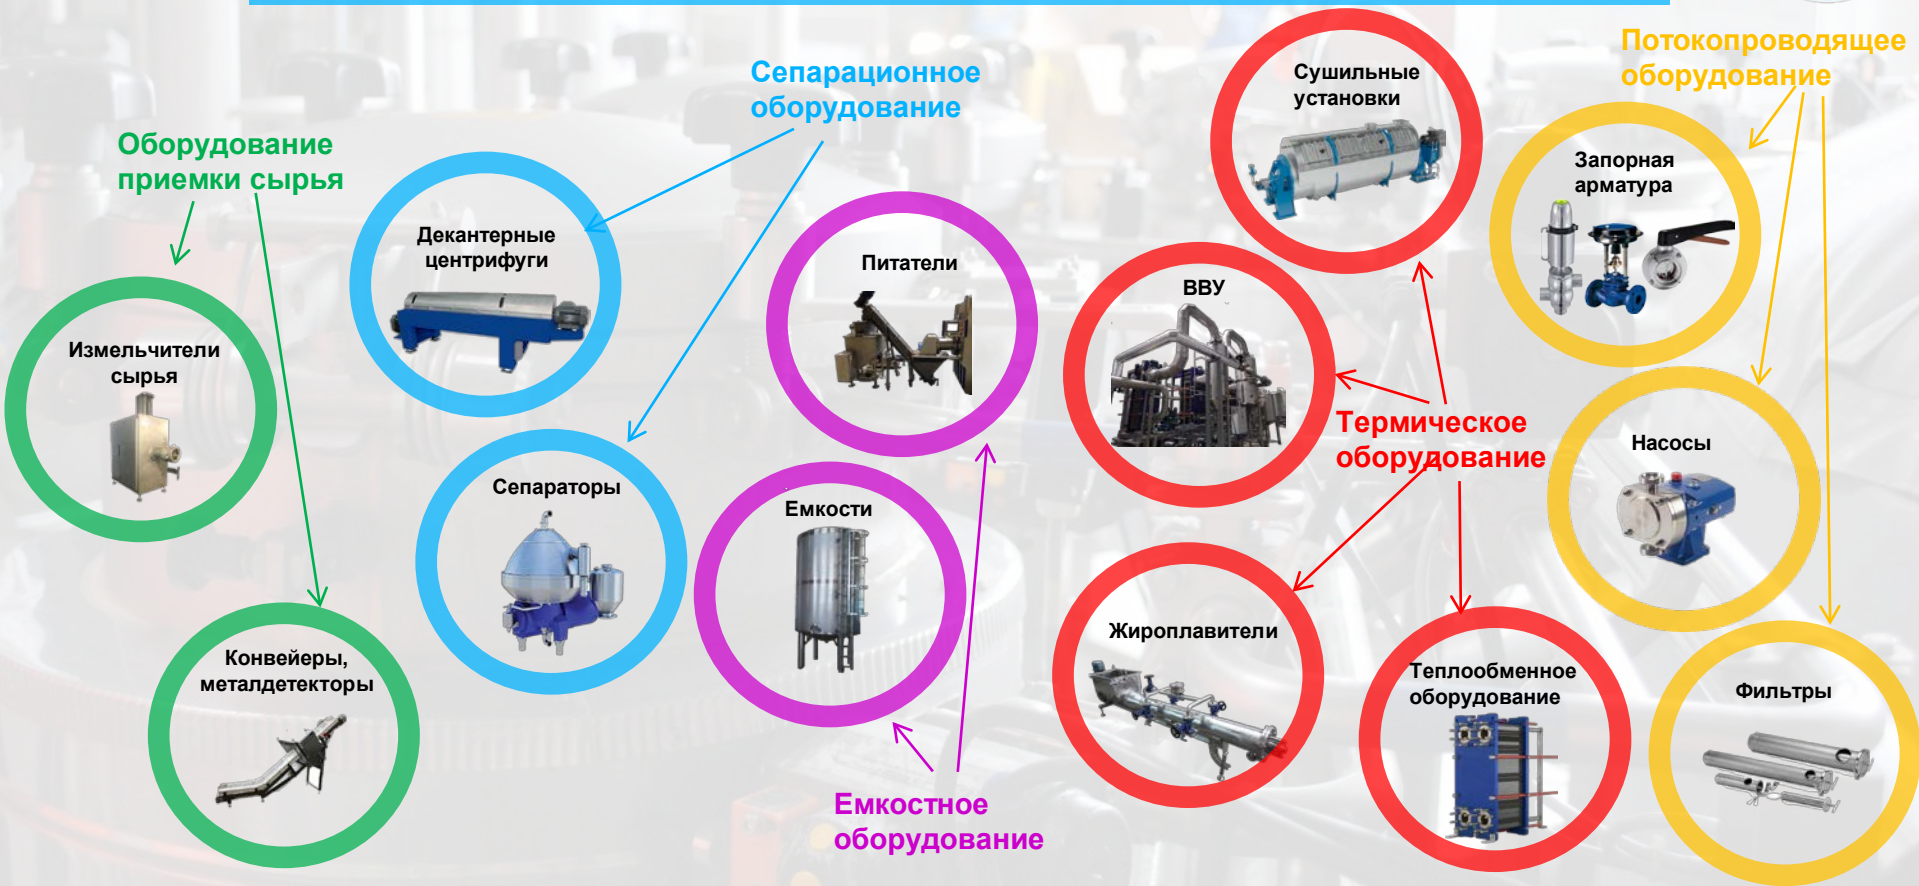 Оборудование
приемки сырья
Измельчители
сырья
Конвейеры,
металдетекторы
Сепарационное
оборудование
Декантерные
центрифуги
Сепараторы
Питатели
Емкости
Емкостное
оборудование
Сушильные
установки
ВВУ
Термическое
оборудование
Жироплавители
Теплообменное
оборудование
Потокопроводящее
оборудование
Запорная
арматура
Насосы
Фильтры